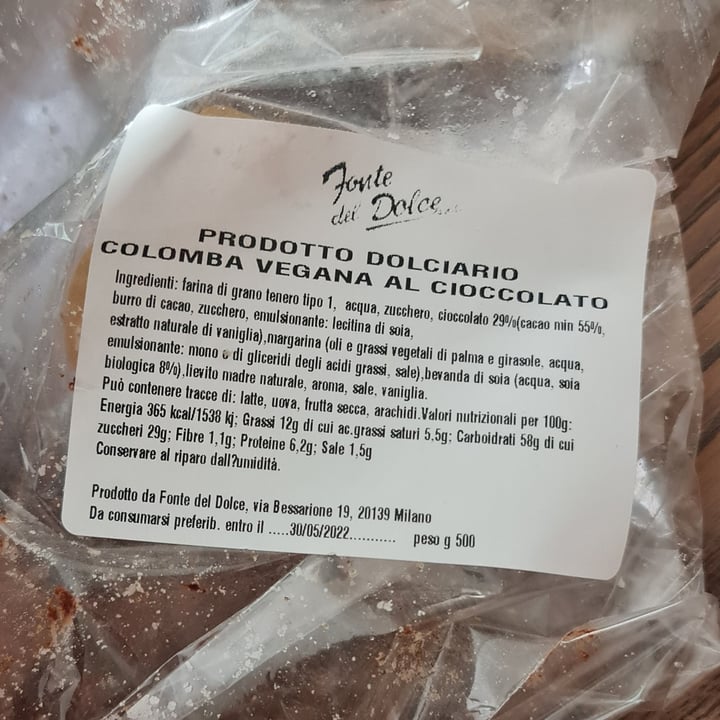 Fonte
del Dolce...
PRODOTTO DOLCIARIO
COLOMBA VEGANA AL CIOCCOLATO
Ingredienti: farina di grano tenero tipo 1, acqua, zucchero, cioccolato 29%(cacao min 55%,
burro di cacao, zucchero, emulsionante: lecitina di soia,
estratto naturale di vaniglia),margarina (oli e grassi vegetali di palma e girasole, acqua,
emulsionante: mono e di gliceridi degli acidi grassi, sale),bevanda di soia (acqua, soia
biologica 8%),lievito madre naturale, aroma, sale, vaniglia.
Può contenere tracce di: latte, uova, frutta secca, arachidi.Valori nutrizionali per 100g:
Energia 365 kcal/1538 kj; Grassi 12g di cui ac.grassi saturi 5.5g; Carboidrati 58g di cui
zuccheri 29g; Fibre 1,1g; Proteine 6,2g; Sale 1,5g
Conservare al riparo dall?umidità.
Prodotto da Fonte del Dolce, via Bessarione 19, 20139 Milano
Da consumarsi preferib. entro il .....30/05/2022........... peso g 500